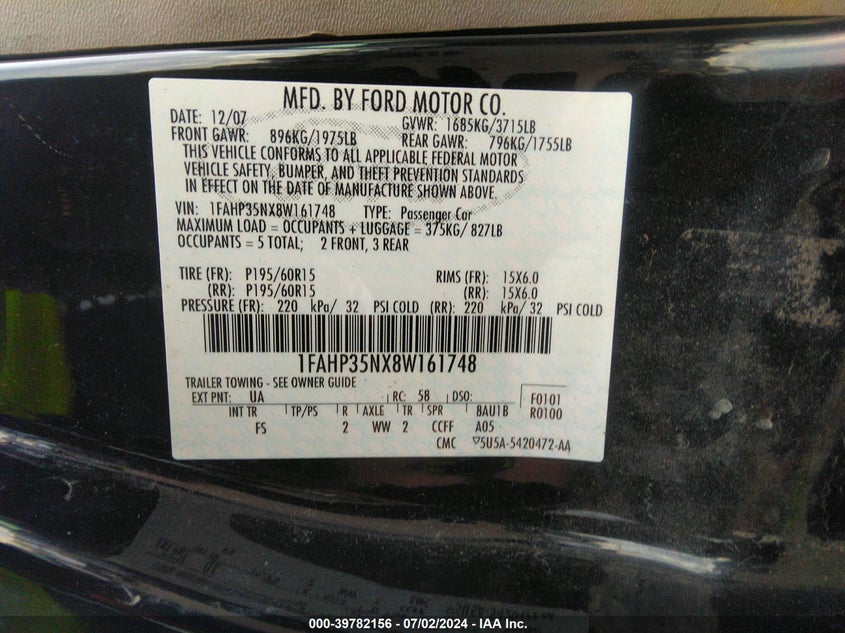 MFD. BY FORD MOTOR CO.
DATE: 12/07 GVWR: 1685KG/3715LB
FRONT GAWR: 896KG/1975LB REAR GAWR: 796KG/1755LB
THIS VEHICLE CONFORMS TO ALL APPLICABLE FEDERAL MOTOR
VEHICLE SAFETY, BUMPER, AND THEFT PREVENTION STANDARDS
IN EFFECT ON THE DATE OF MANUFACTURE SHOWN ABOVE.
VIN: 1FAHP35NX8W161748 TYPE: Passenger Car
MAXIMUM LOAD = OCCUPANTS + LUGGAGE = 375KG/ 827LB
OCCUPANTS = 5 TOTAL; 2 FRONT, 3 REAR
TIRE (FR): P195/60R15 RIMS (FR): 15X6.0
(RR): P195/60R15 (RR): 15X6.0
PRESSURE (FR): 220 kPa/ 32 PSI COLD (RR): 220 kPa/ 32 PSI COLD
1FAHP35NX8W161748
TRAILER TOWING - SEE OWNER GUIDE
EXT PNT: UA RC: 58 DSO: F0101
INT TR TP/PS R AXLE TR SPR 8AU1B R0100
FS 2 WW 2 CCFF A05
CMC ▽5U5A-5420472-AA
000-39782156 - 07/02/2024 - IAA Inc.